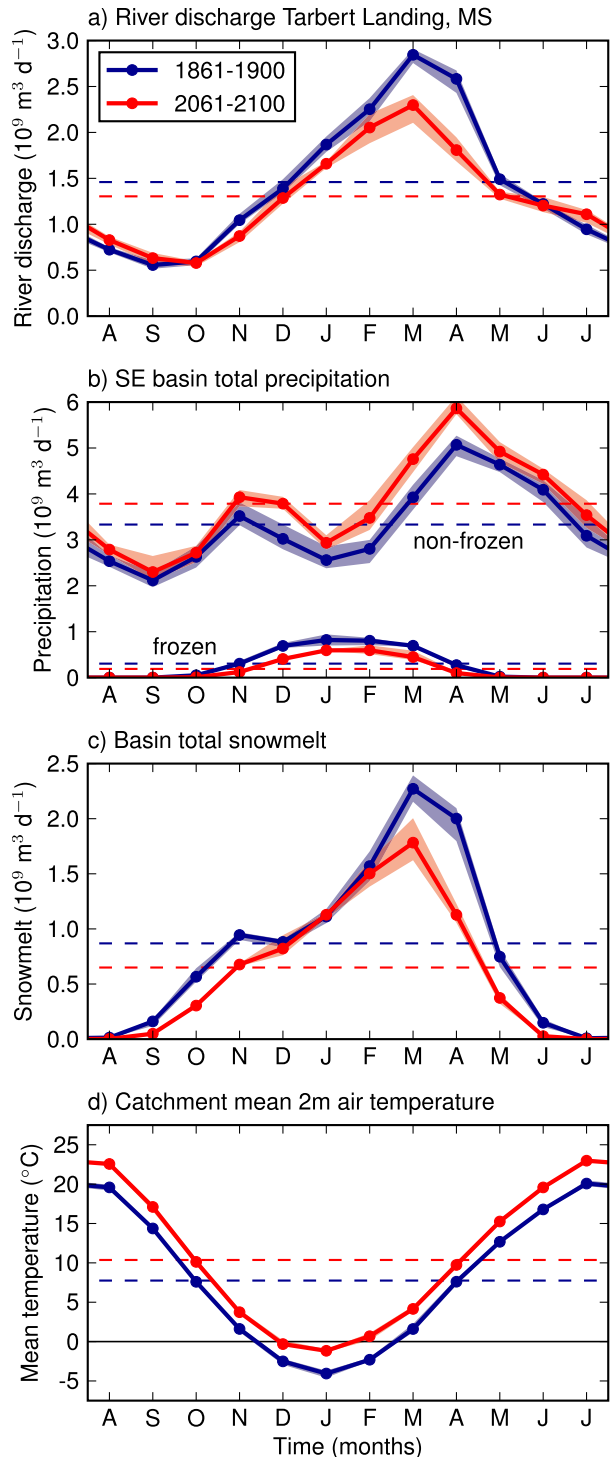 a) River discharge Tarbert Landing, MS
River discharge (10⁹ m³ d⁻¹)
3.0
2.5
2.0
1.5
1.0
0.5
0.0
1861-1900
2061-2100
A S O N D J F M A M J J
b) SE basin total precipitation
Precipitation (10⁹ m³ d⁻¹)
6
5
4
3
2
1
0
non-frozen
frozen
A S O N D J F M A M J J
c) Basin total snowmelt
Snowmelt (10⁹ m³ d⁻¹)
2.5
2.0
1.5
1.0
0.5
0.0
A S O N D J F M A M J J
d) Catchment mean 2m air temperature
Mean temperature (°C)
25
20
15
10
5
0
-5
A S O N D J F M A M J J
Time (months)